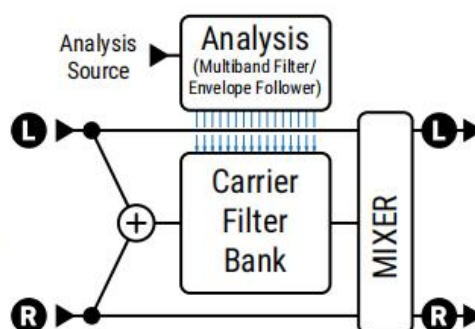 Analysis
Source
Analysis
(Multiband Filter/
Envelope Follower)
L
L
Carrier
Filter
Bank
+
MIXER
R
R